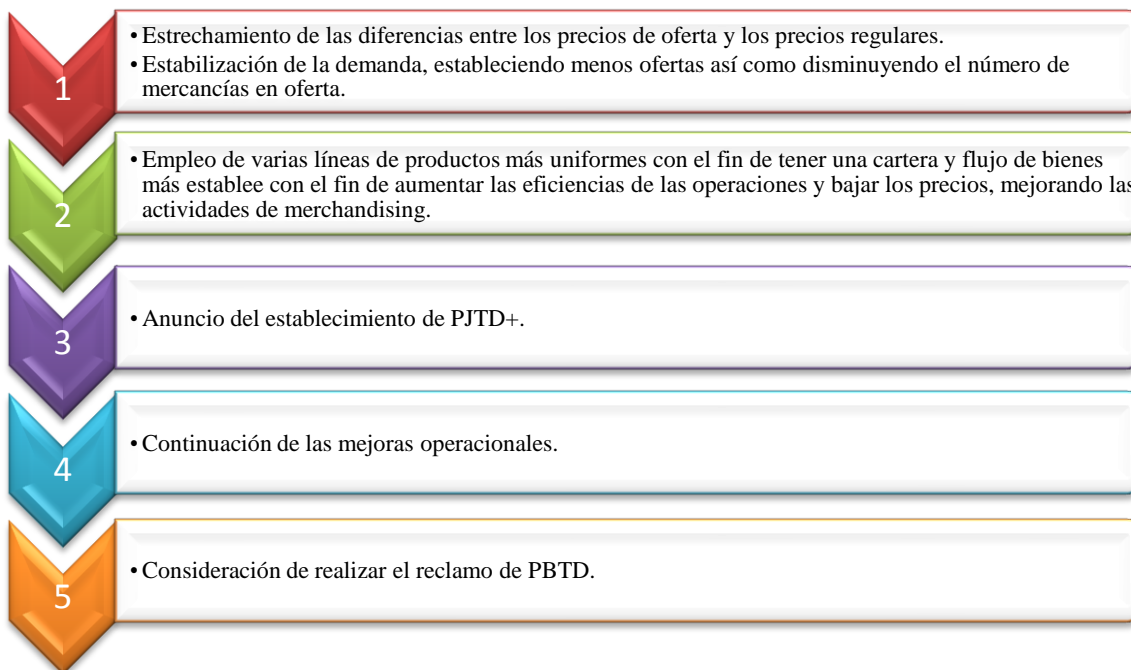 1
• Estrechamiento de las diferencias entre los precios de oferta y los precios regulares.
• Estabilización de la demanda, estableciendo menos ofertas así como disminuyendo el número de
mercancías en oferta.
2
• Empleo de varias líneas de productos más uniformes con el fin de tener una cartera y flujo de bienes
más establee con el fin de aumentar las eficiencias de las operaciones y bajar los precios, mejorando las
actividades de merchandising.
3
• Anuncio del establecimiento de PJTD+.
4
• Continuación de las mejoras operacionales.
5
• Consideración de realizar el reclamo de PBTD.